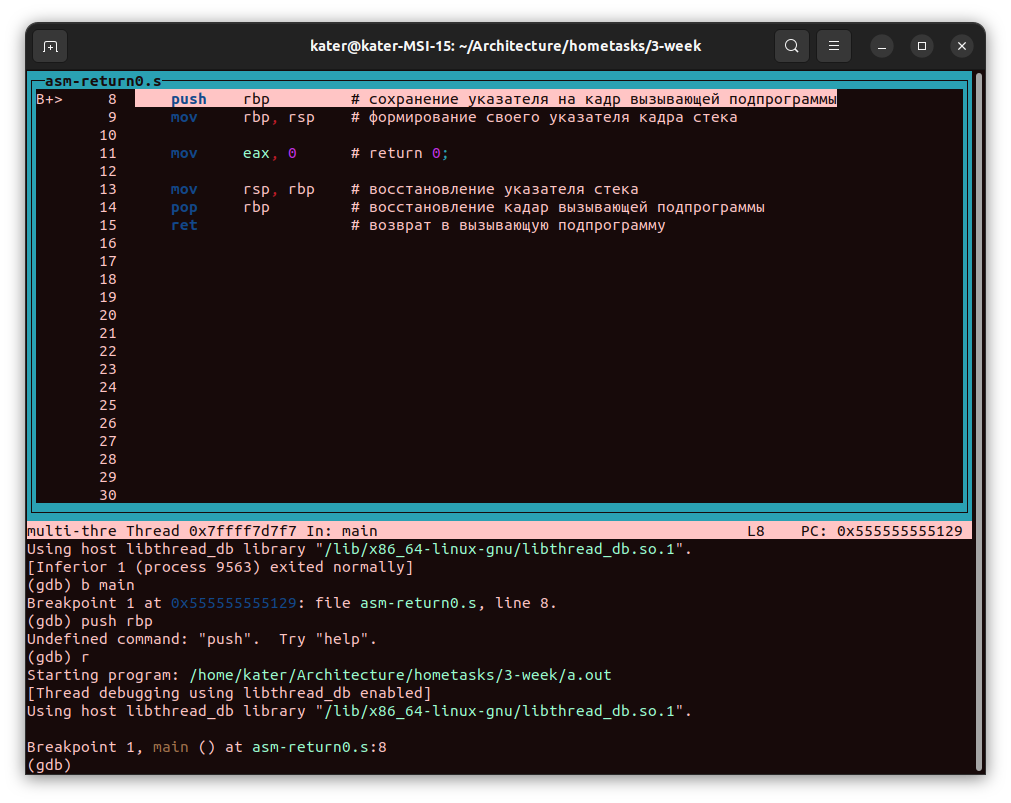 kater@kater-MSI-15: ~/Architecture/hometasks/3-week
asm-return0.s
B+> 8 push rbp # сохранение указателя на кадр вызывающей подпрограммы
9 mov rbp, rsp # формирование своего указателя кадра стека
10
11 mov eax, 0 # return 0;
12
13 mov rsp, rbp # восстановление указателя стека
14 pop rbp # восстановление кадар вызывающей подпрограммы
15 ret # возврат в вызывающую подпрограмму
16
17
18
19
20
21
22
23
24
25
26
27
28
29
30
multi-thre Thread 0x7ffff7d7f7 In: main L8 PC: 0x555555555129
Using host libthread_db library "/lib/x86_64-linux-gnu/libthread_db.so.1".
[Inferior 1 (process 9563) exited normally]
(gdb) b main
Breakpoint 1 at 0x555555555129: file asm-return0.s, line 8.
(gdb) push rbp
Undefined command: "push".  Try "help".
(gdb) r
Starting program: /home/kater/Architecture/hometasks/3-week/a.out
[Thread debugging using libthread_db enabled]
Using host libthread_db library "/lib/x86_64-linux-gnu/libthread_db.so.1".
Breakpoint 1, main () at asm-return0.s:8
(gdb)